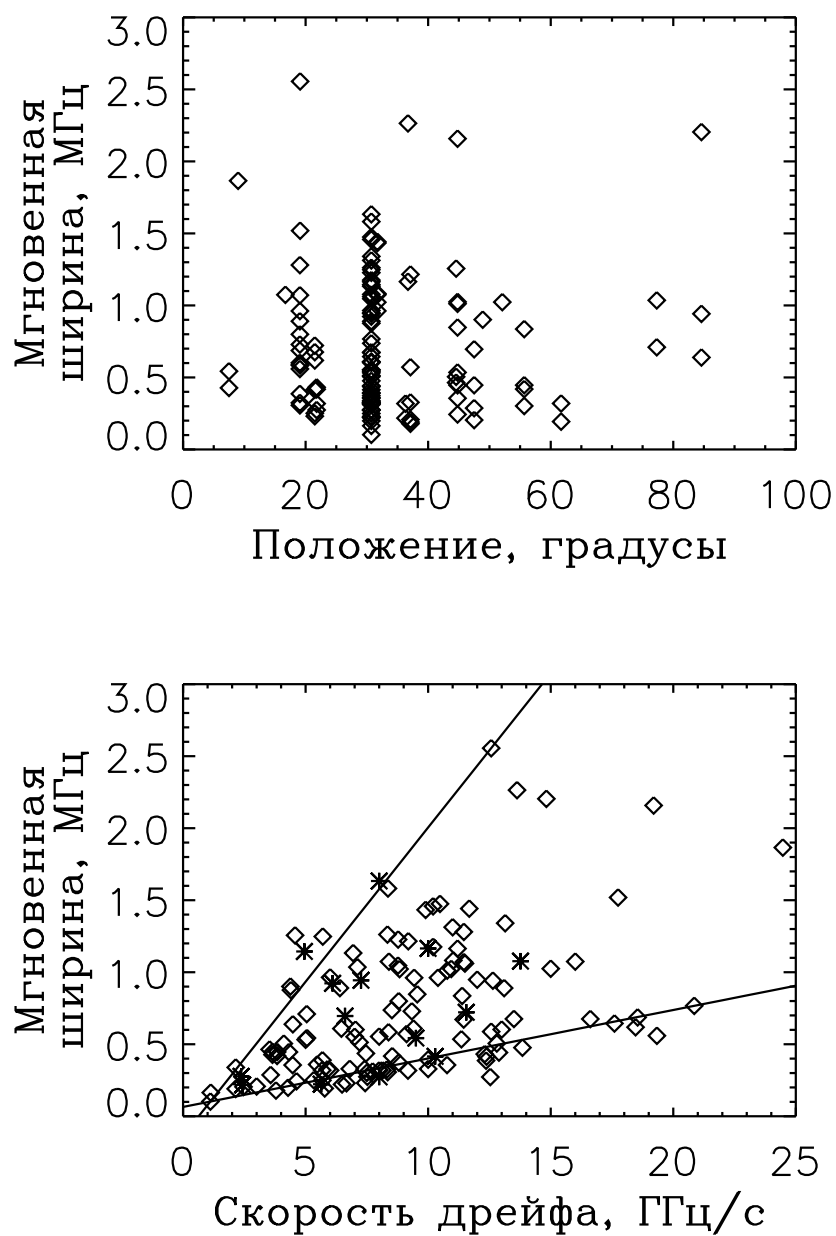 3.0
2.5
2.0
1.5
1.0
0.5
0.0
Мгновенная
ширина, МГц
0 20 40 60 80 100
Положение, градусы
3.0
2.5
2.0
1.5
1.0
0.5
0.0
Мгновенная
ширина, МГц
0 5 10 15 20 25
Скорость дрейфа, ГГц/с